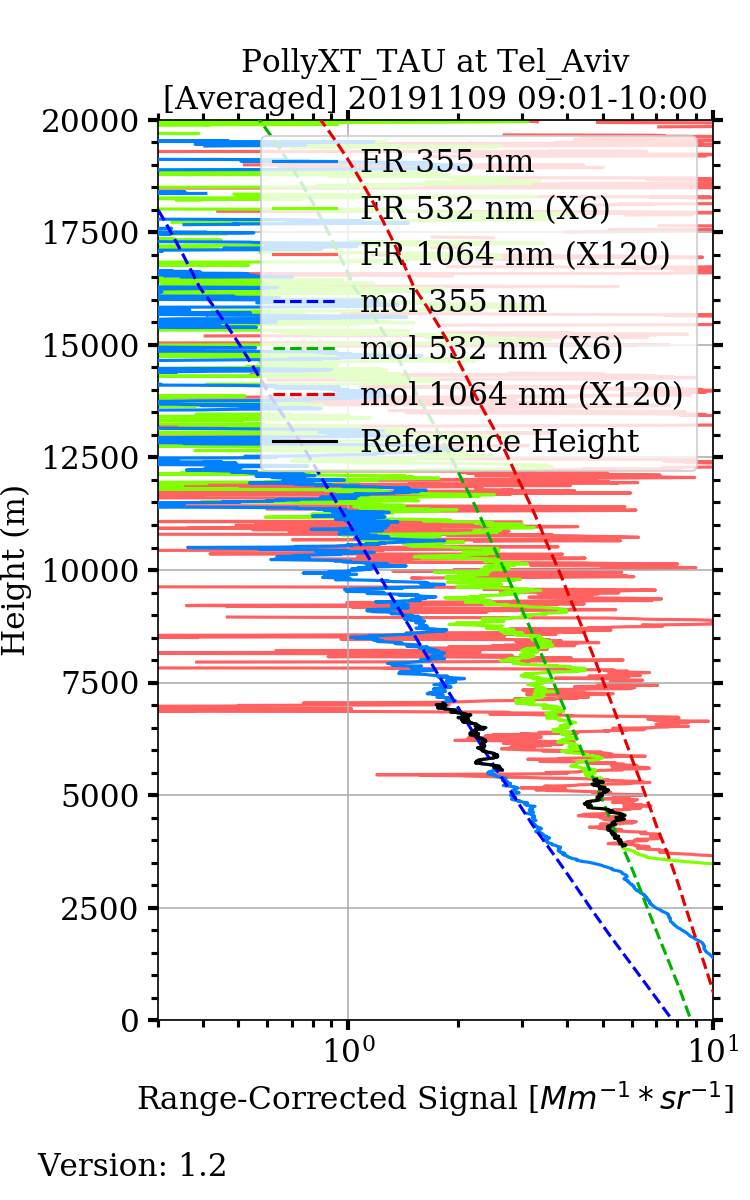 PollyXT_TAU at Tel_Aviv
[Averaged] 20191109 09:01-10:00
20000
17500
15000
12500
10000
7500
5000
2500
0
Height (m)
FR 355 nm
FR 532 nm (X6)
FR 1064 nm (X120)
mol 355 nm
mol 532 nm (X6)
mol 1064 nm (X120)
Reference Height
10⁰ 10¹
Range-Corrected Signal [Mm⁻¹ * sr⁻¹]
Version: 1.2